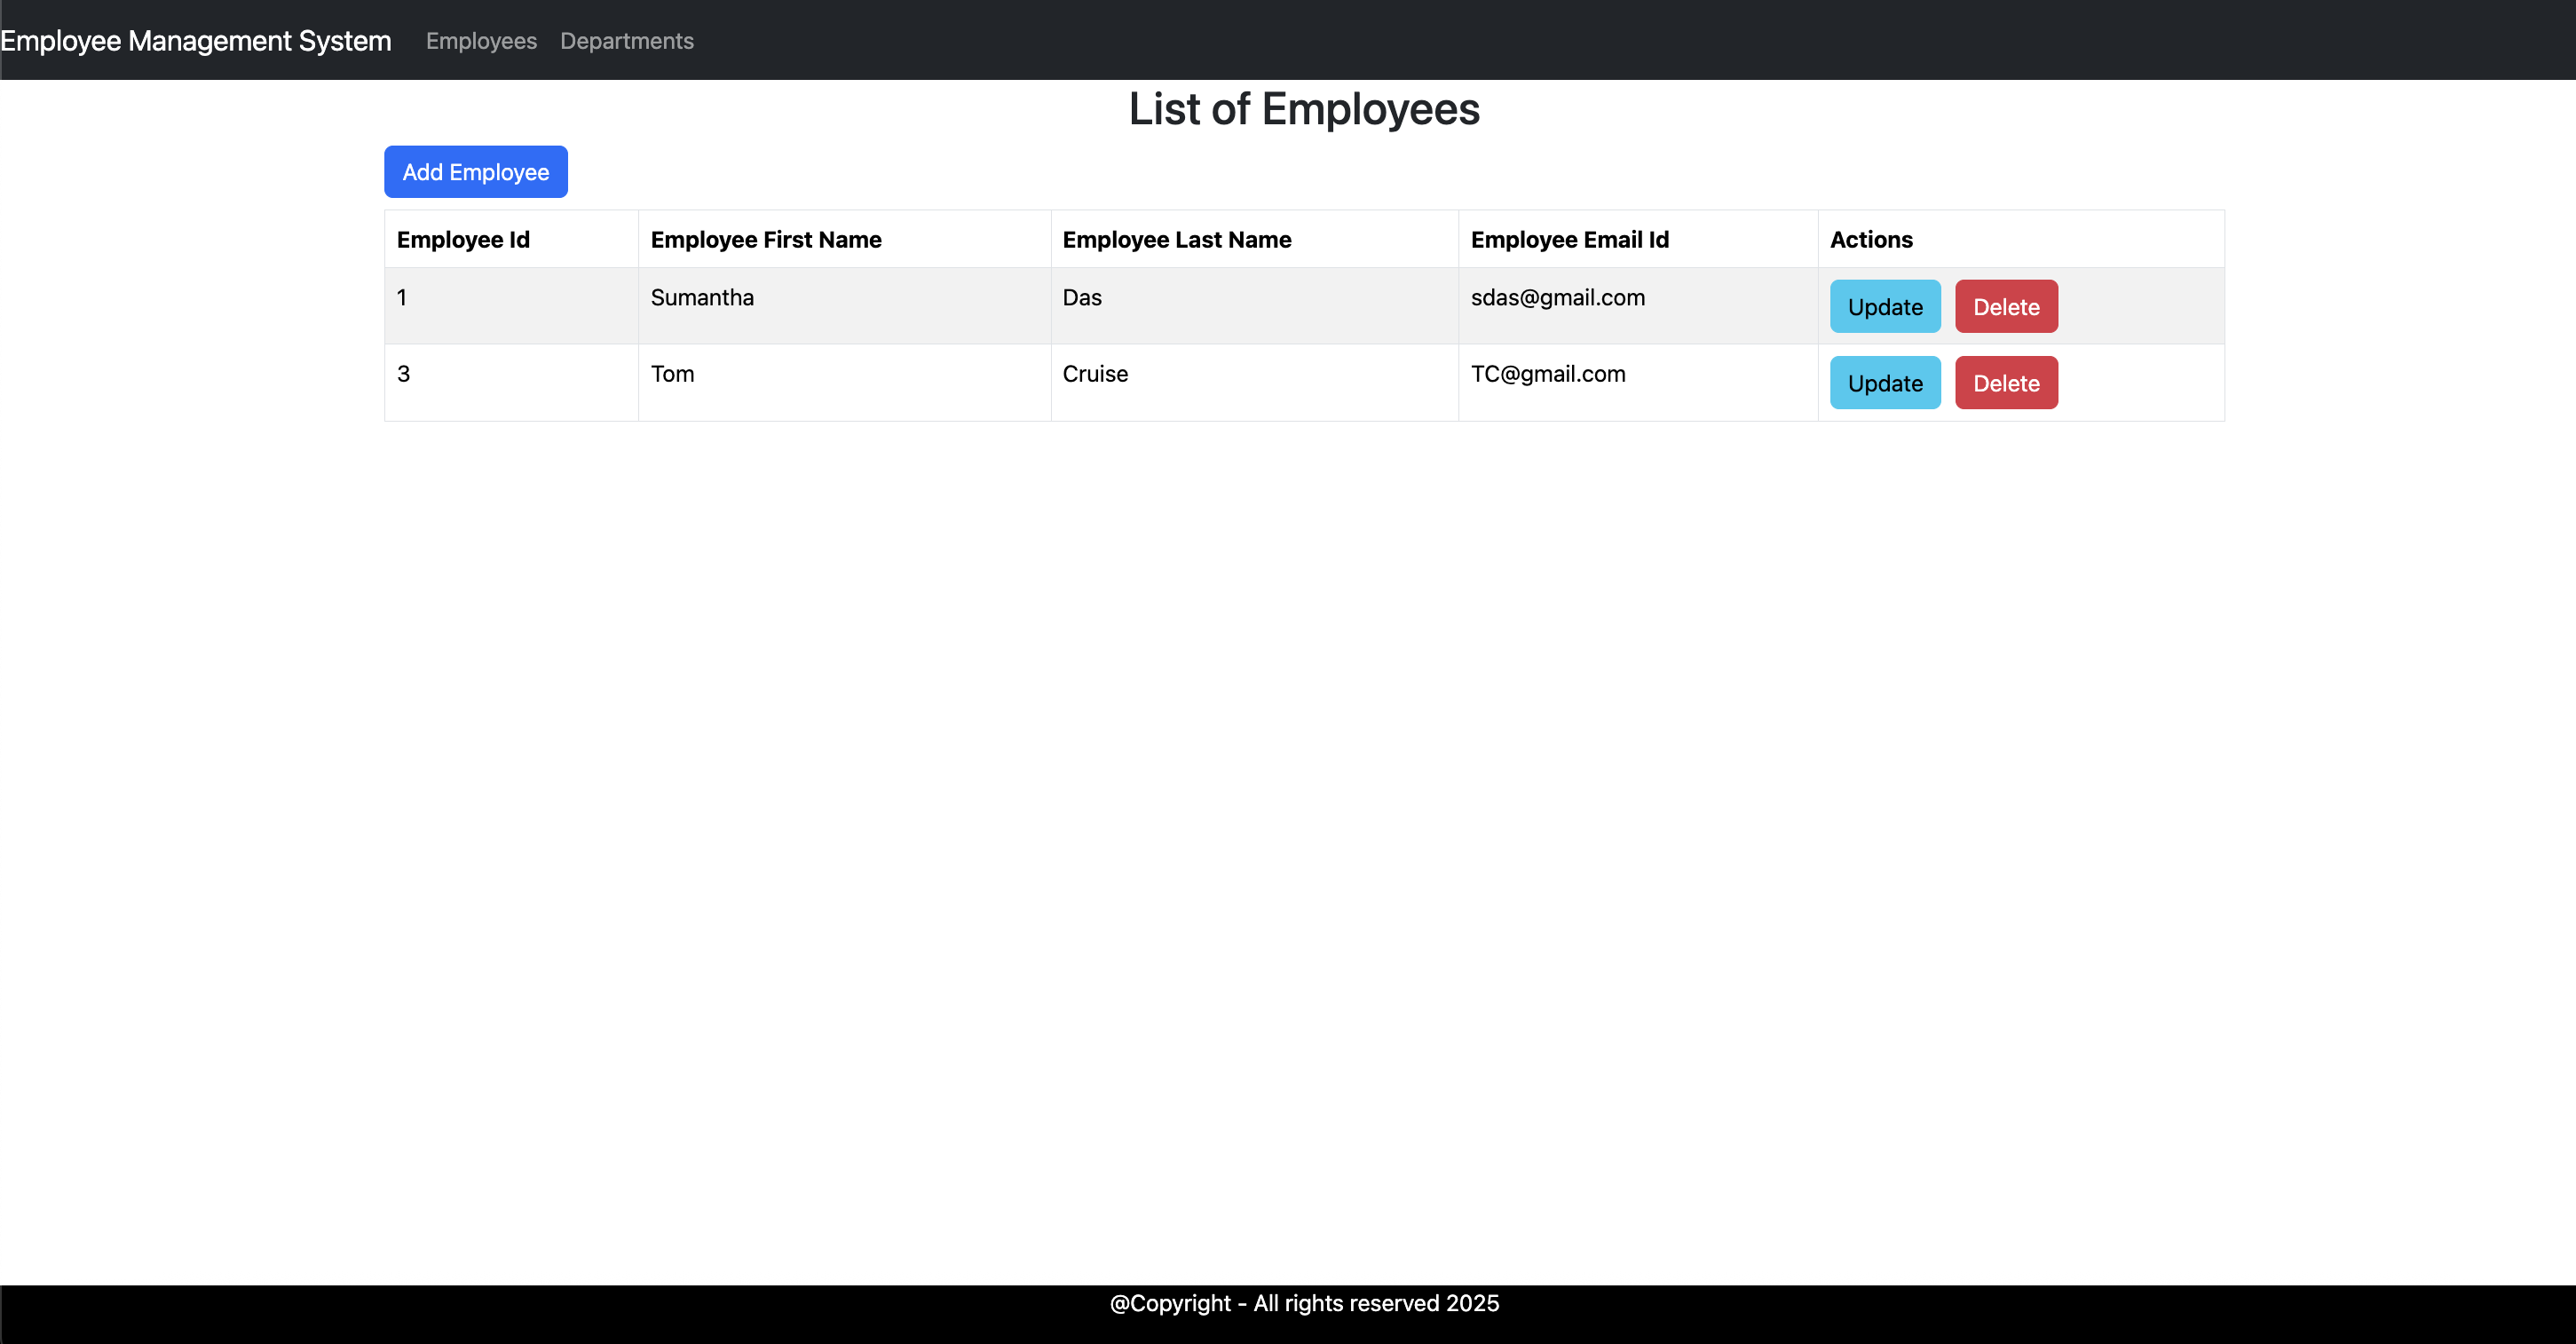 Employee Management System Employees Departments
List of Employees
Add Employee
Employee Id Employee First Name Employee Last Name Employee Email Id Actions
1 Sumantha Das sdas@gmail.com Update Delete
3 Tom Cruise TC@gmail.com Update Delete
@Copyright - All rights reserved 2025